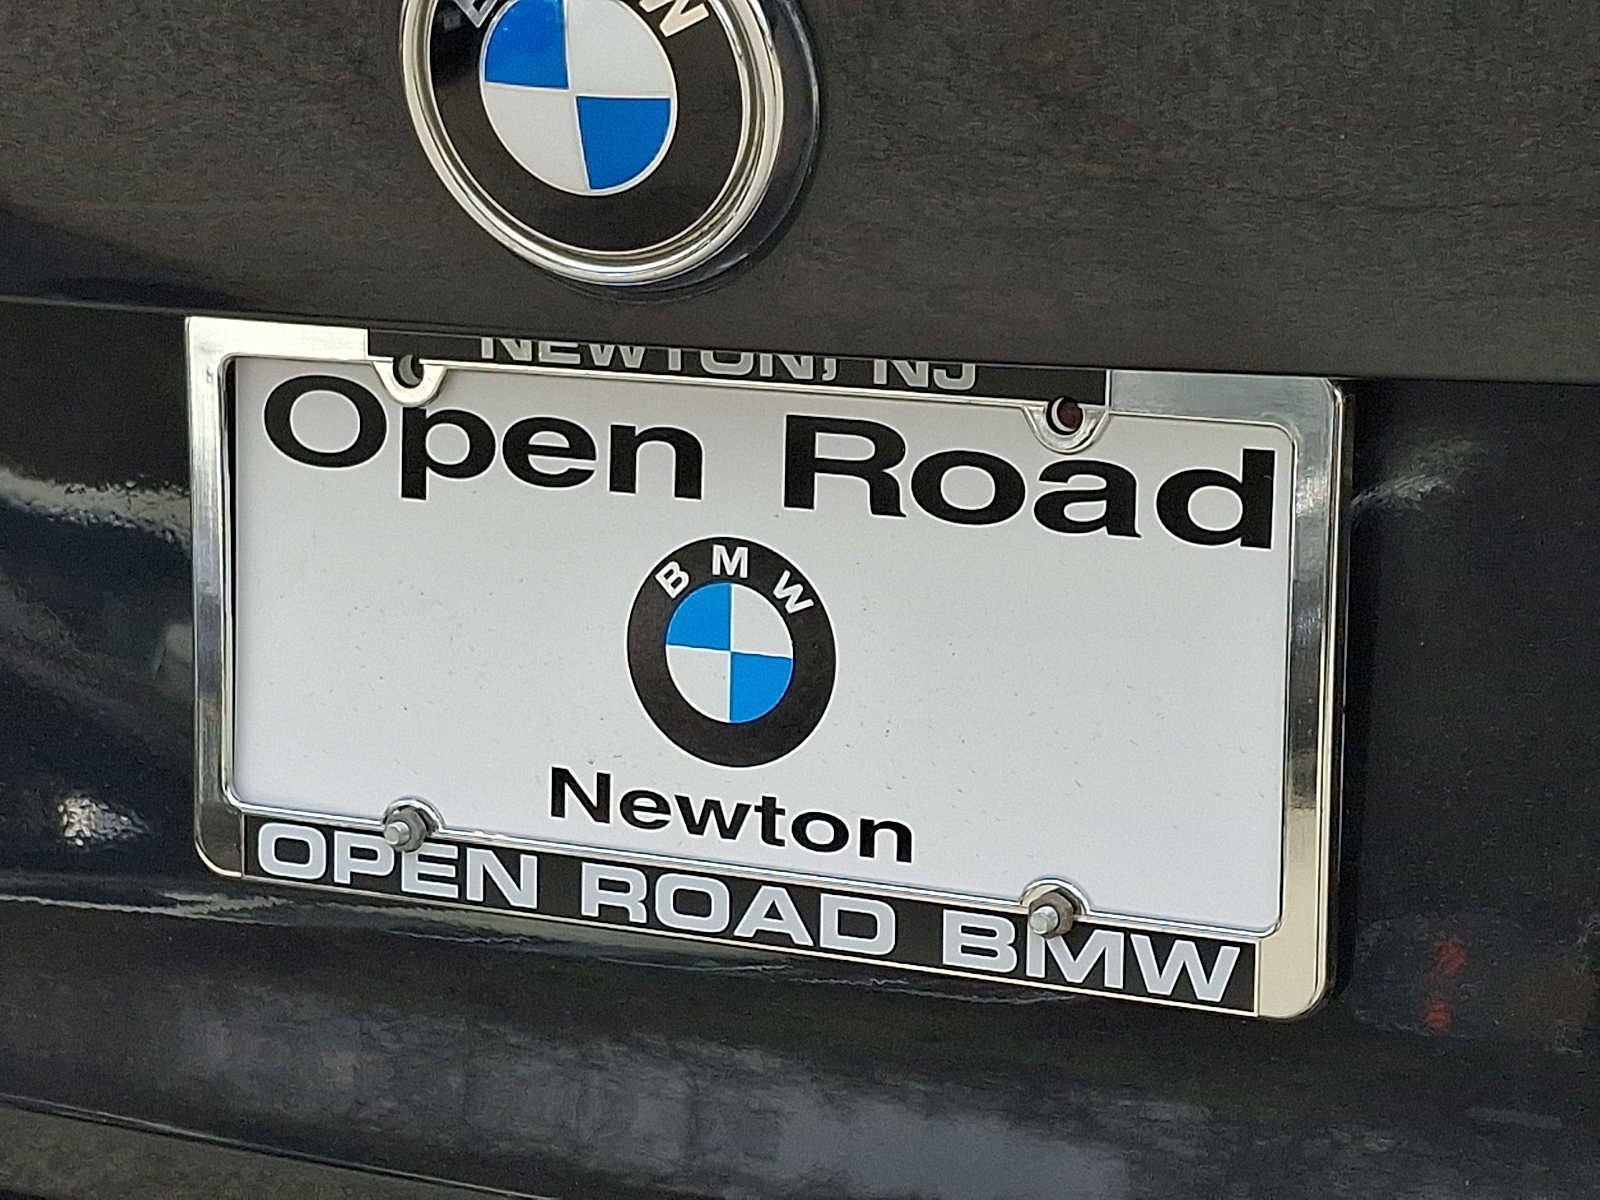 BMW
NEWTON, NJ
Open Road
BMW
Newton
OPEN ROAD BMW